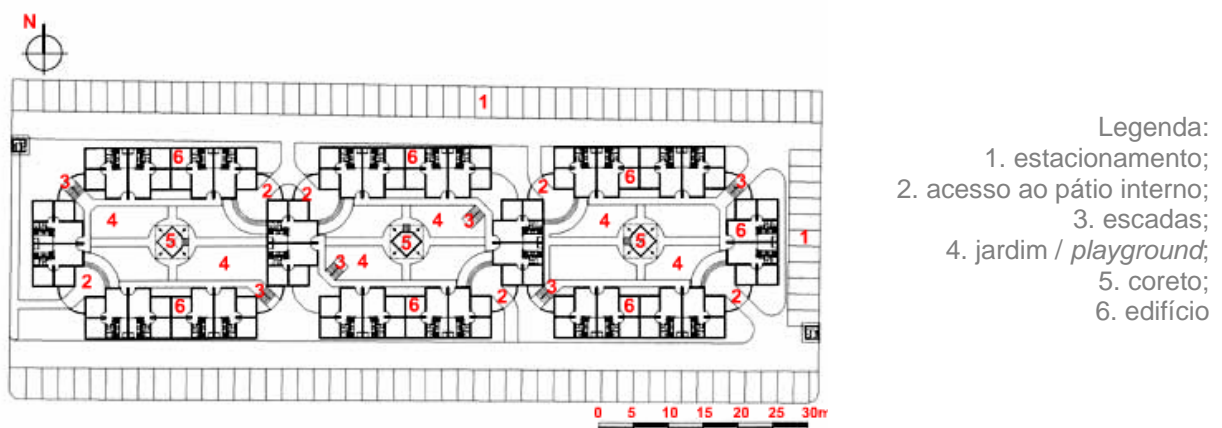 N
1
6 6 6
3 2 2 2 3
4 4 3 4 6 1
5 5 5
4 3 4 4
2 3 2 3 2
6 6 6
0 5 10 15 20 25 30m
Legenda:
1. estacionamento;
2. acesso ao pátio interno;
3. escadas;
4. jardim / playground;
5. coreto;
6. edifício